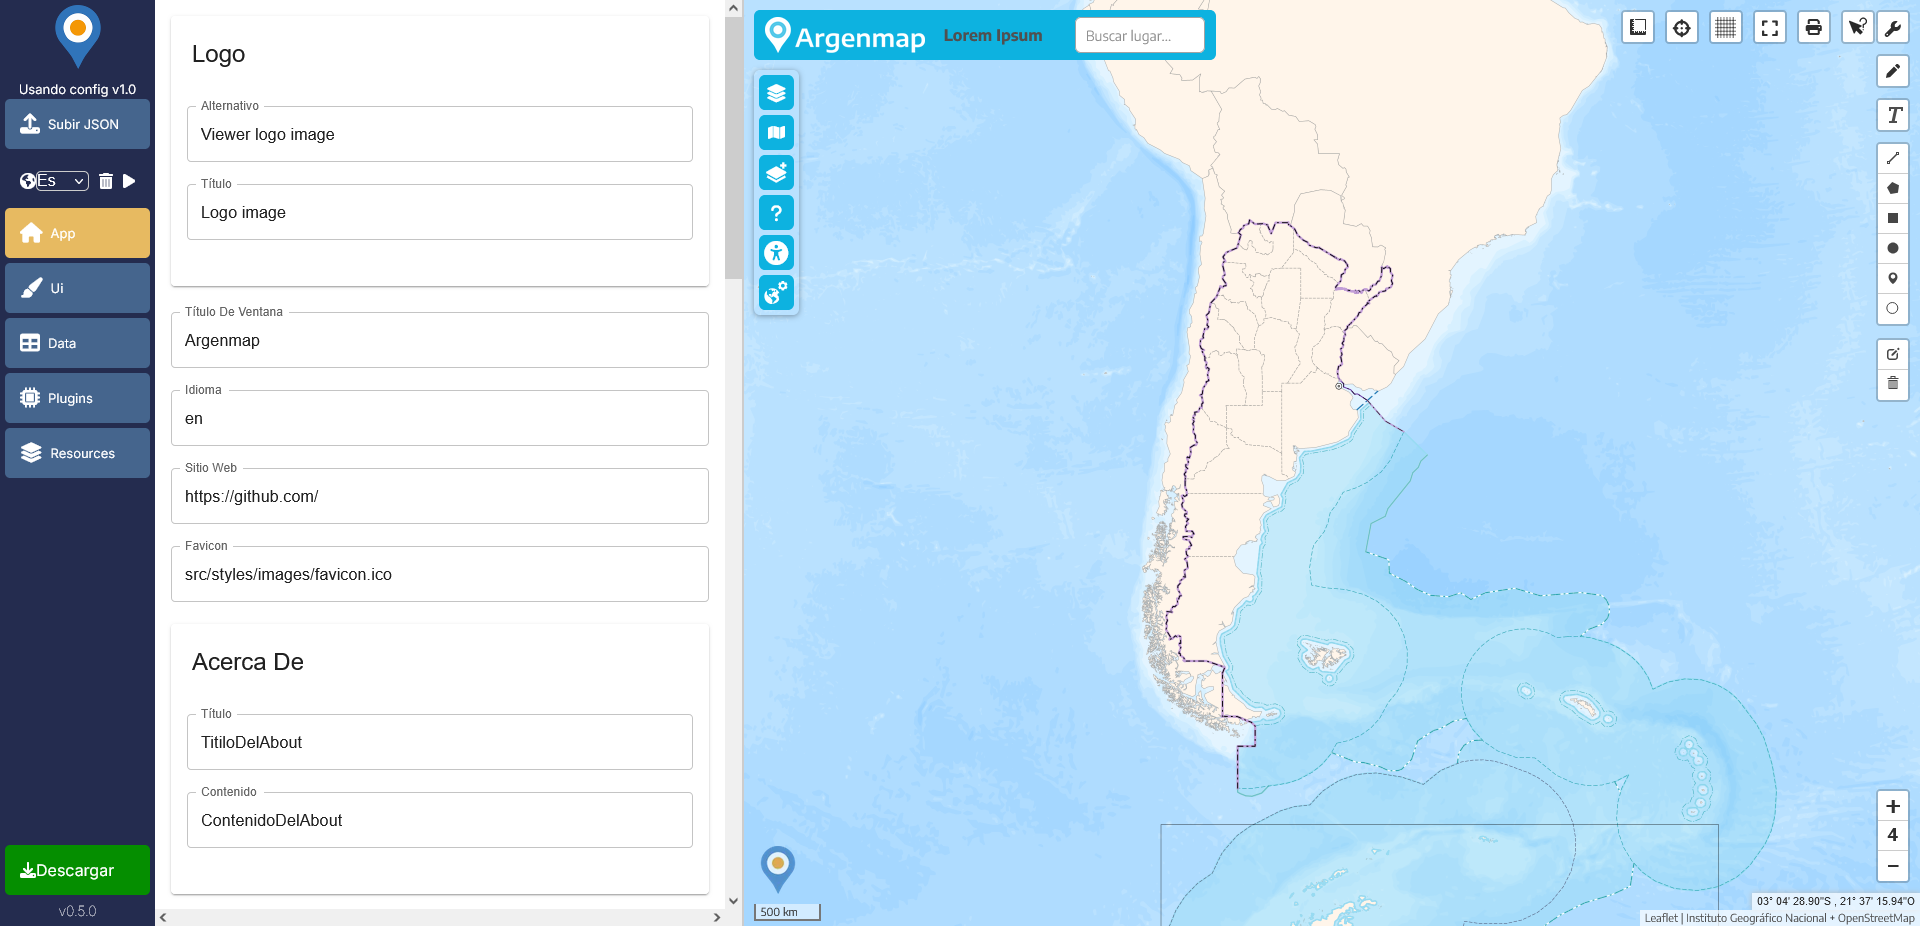 Usando config v1.0
Subir JSON
Es
App
Ui
Data
Plugins
Resources
Descargar
v0.5.0
Logo
Alternativo
Viewer logo image
Título
Logo image
Título De Ventana
Argenmap
Idioma
en
Sitio Web
https://github.com/
Favicon
src/styles/images/favicon.ico
Acerca De
Título
TitiloDelAbout
Contenido
ContenidoDelAbout
Argenmap
Lorem Ipsum
Buscar lugar...
?
?
T
+
4
−
500 km
03° 04' 28.90"S , 21° 37' 15.94"O
Leaflet | Instituto Geográfico Nacional + OpenStreetMap